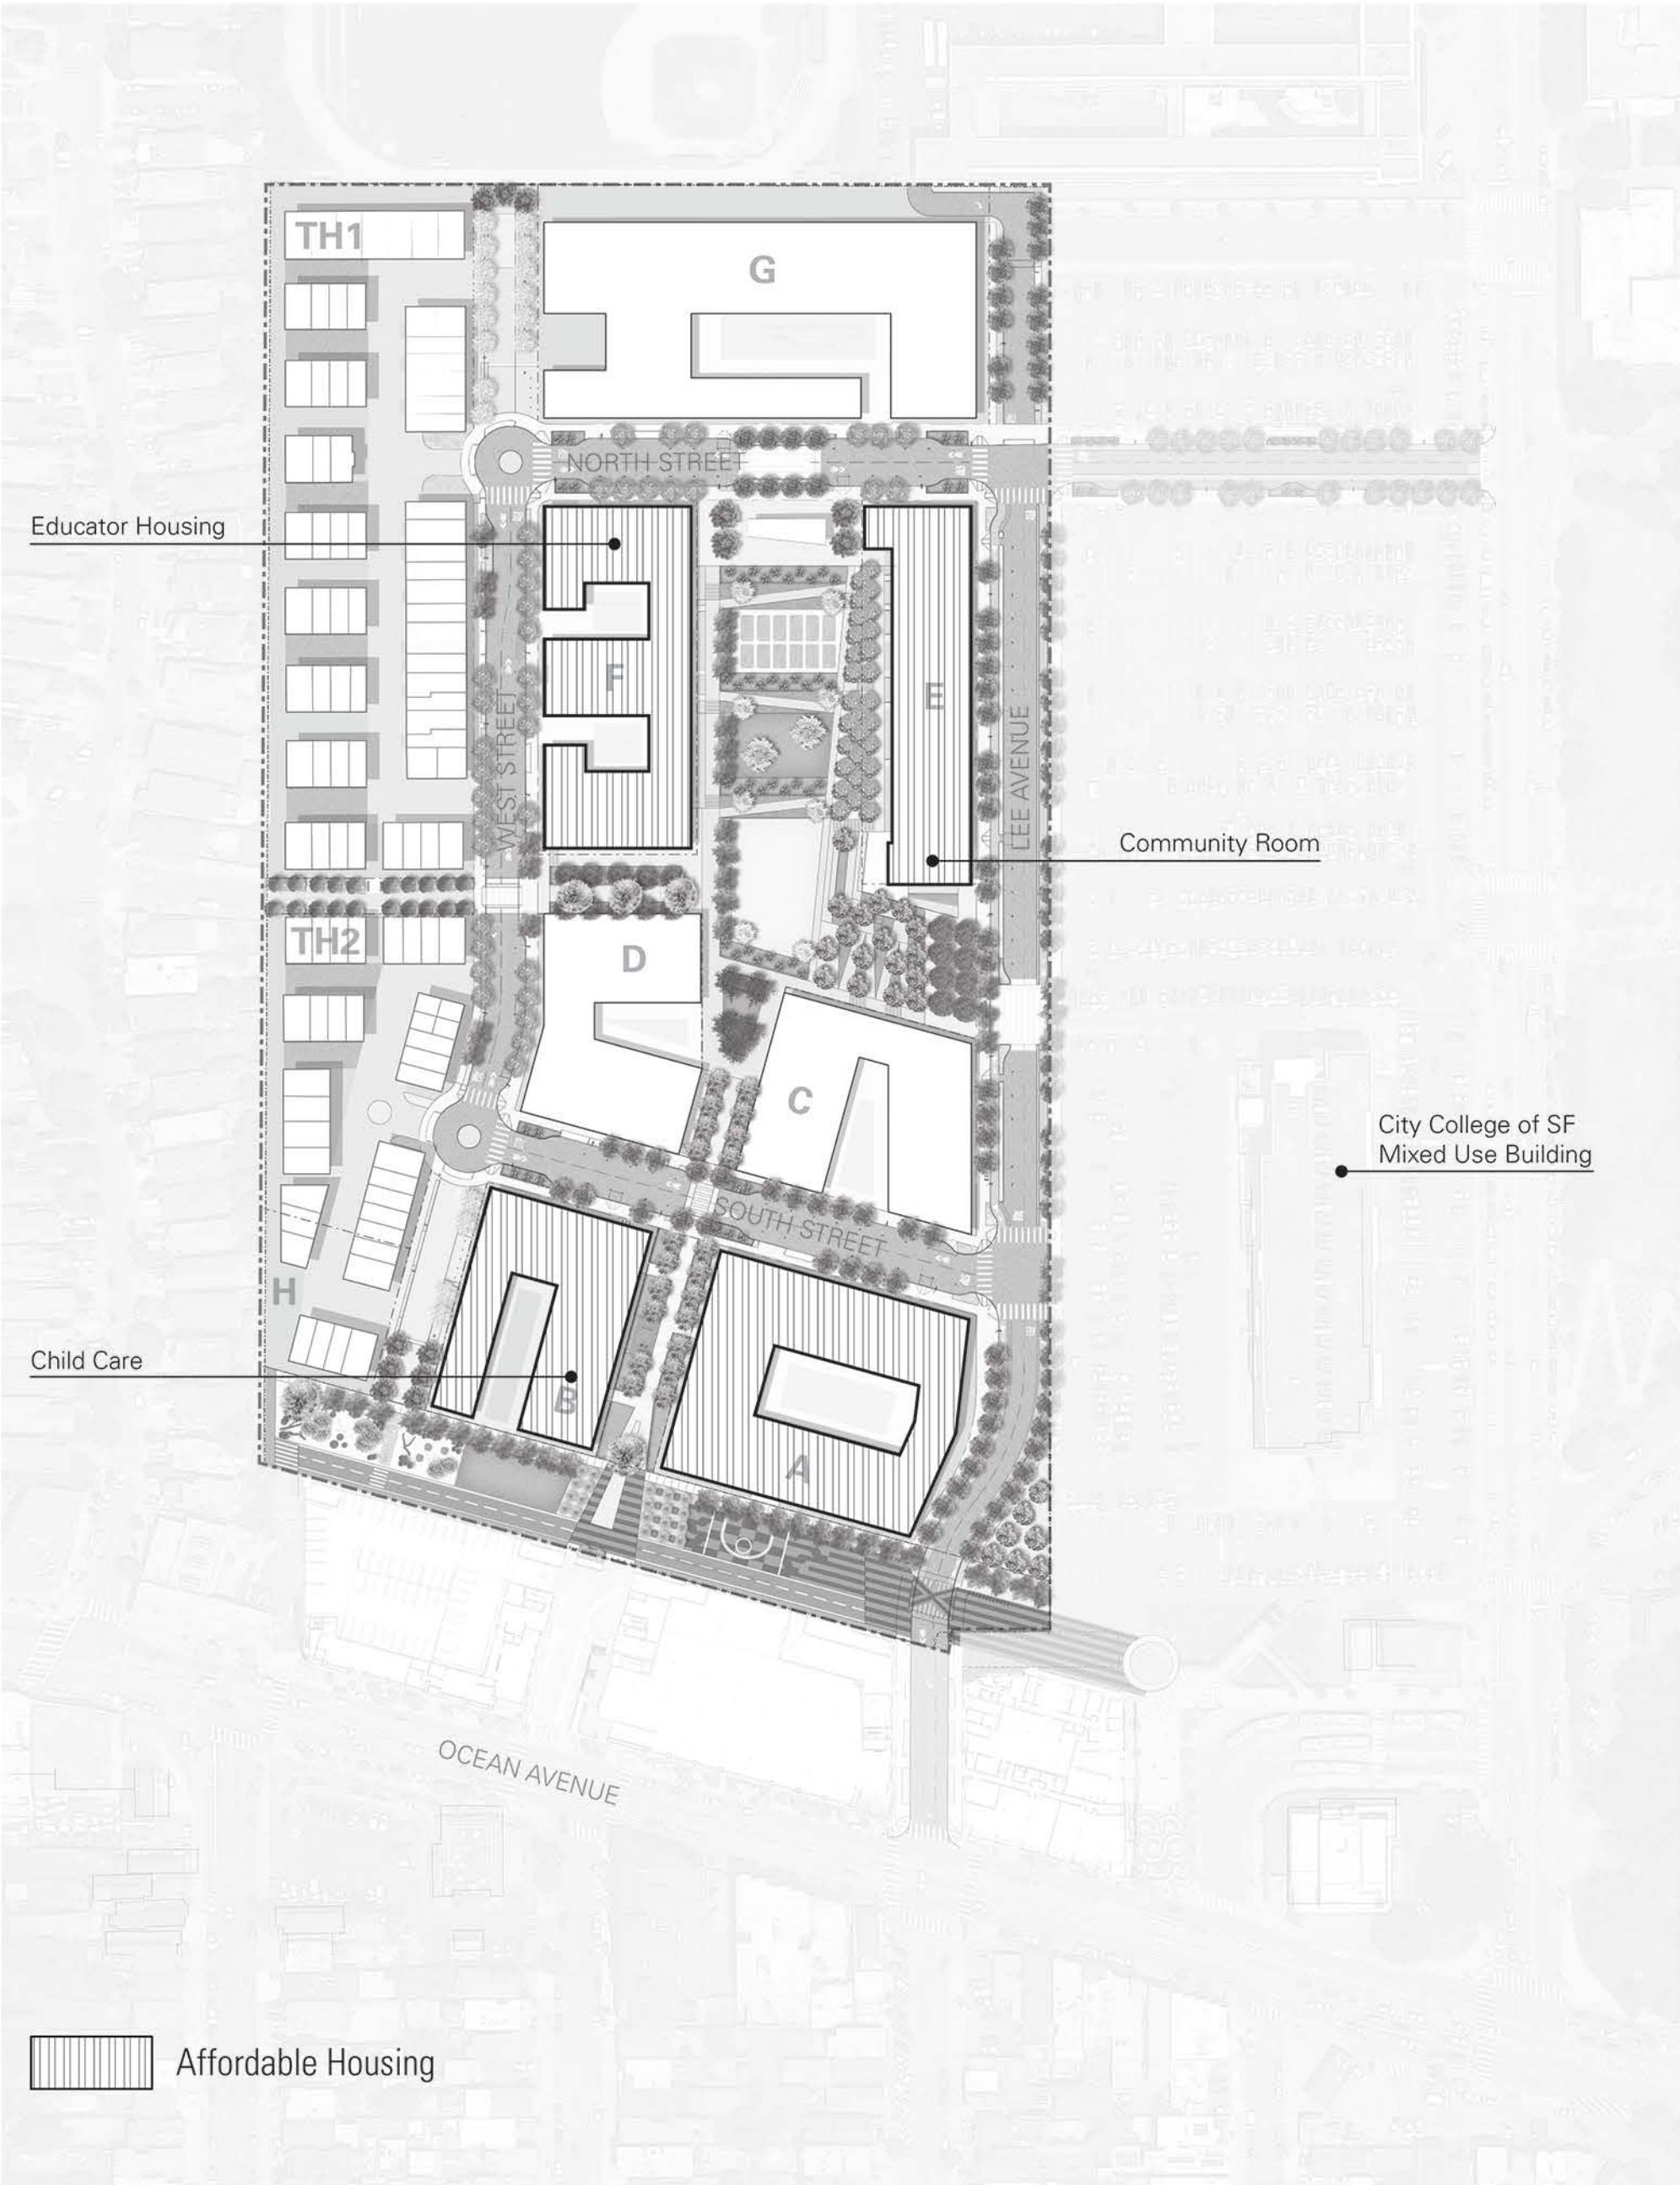 TH1
G
NORTH STREET
Educator Housing
F
E
WEST STREET
LEE AVENUE
Community Room
TH2
D
C
City College of SF
Mixed Use Building
SOUTH STREET
H
Child Care
B
A
OCEAN AVENUE
Affordable Housing